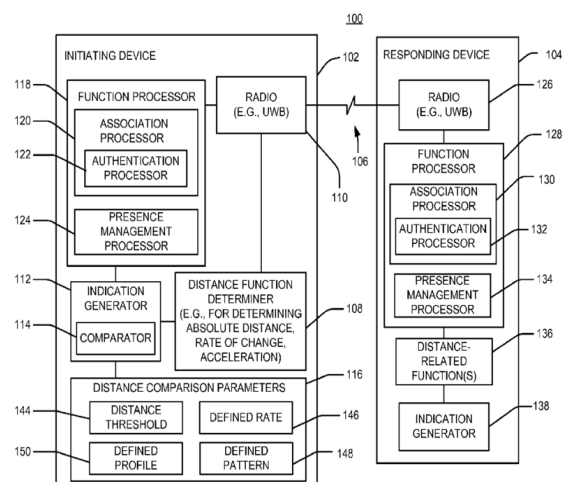 100
INITIATING DEVICE
102
118
FUNCTION PROCESSOR
120
ASSOCIATION
PROCESSOR
122
AUTHENTICATION
PROCESSOR
124
PRESENCE
MANAGEMENT
PROCESSOR
RADIO
(E.G., UWB)
106
110
112
INDICATION
GENERATOR
114
COMPARATOR
DISTANCE FUNCTION
DETERMINER
(E.G., FOR DETERMINING
ABSOLUTE DISTANCE,
RATE OF CHANGE,
ACCELERATION)
108
DISTANCE COMPARISON PARAMETERS
116
144
DISTANCE
THRESHOLD
DEFINED RATE
146
150
DEFINED
PROFILE
DEFINED
PATTERN
148
RESPONDING DEVICE
104
RADIO
(E.G., UWB)
126
FUNCTION
PROCESSOR
128
ASSOCIATION
PROCESSOR
130
AUTHENTICATION
PROCESSOR
132
PRESENCE
MANAGEMENT
PROCESSOR
134
DISTANCE-
RELATED
FUNCTION(S)
136
INDICATION
GENERATOR
138